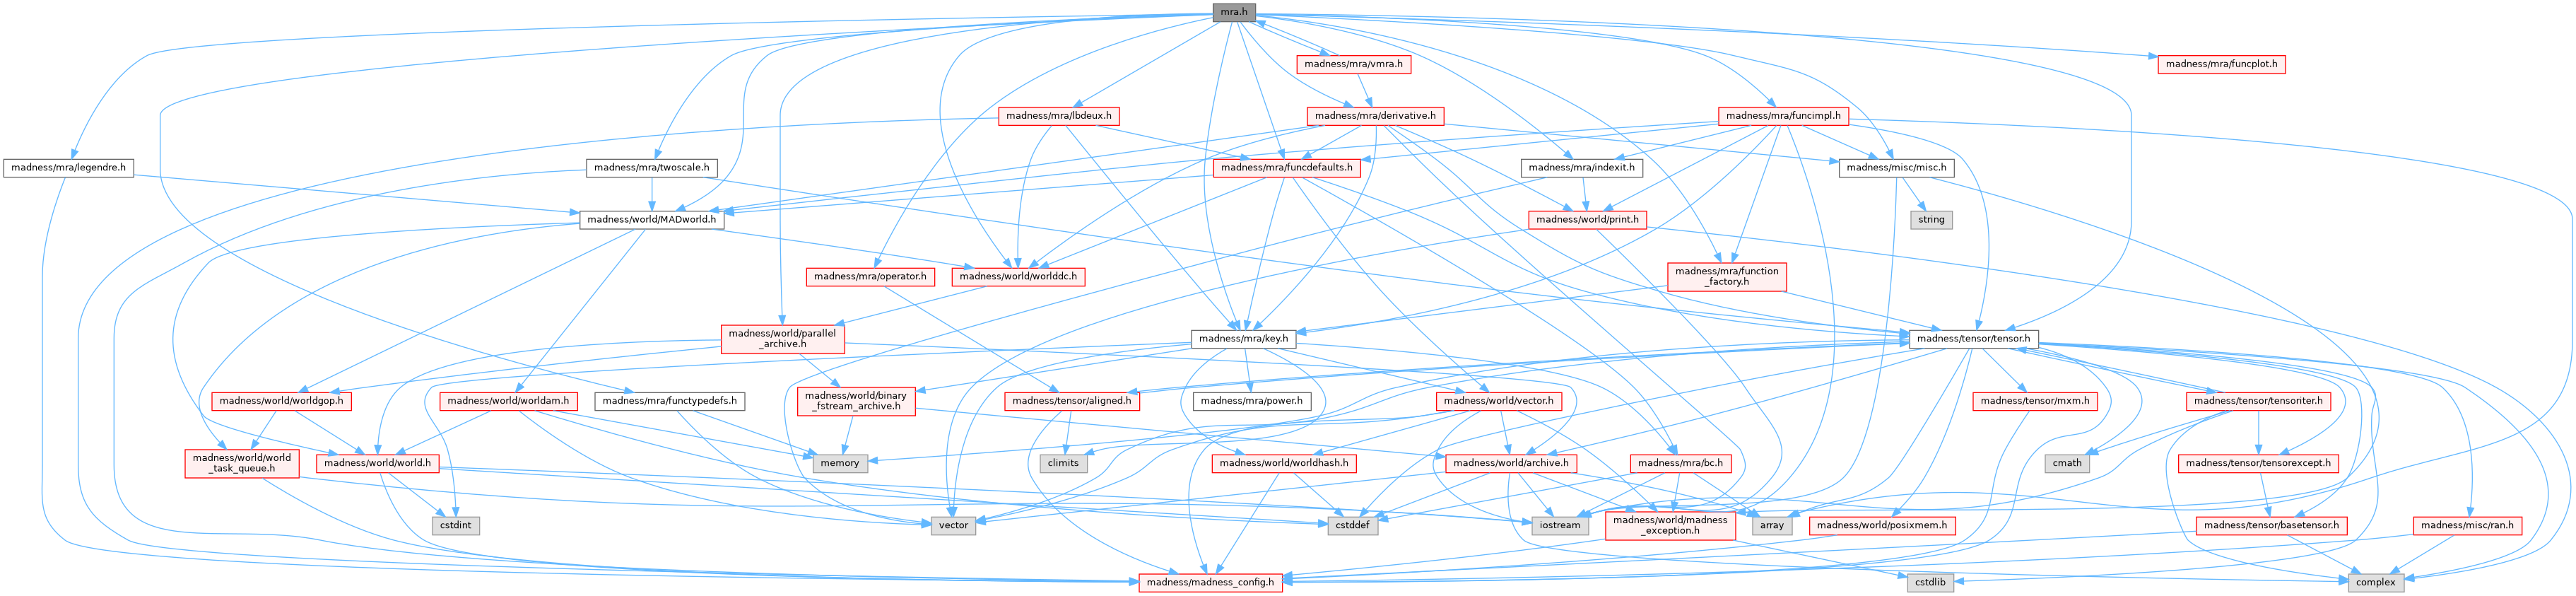 mra.h
madness/mra/vmra.h
madness/mra/funcplot.h
madness/mra/lbdeux.h
madness/mra/derivative.h
madness/mra/funcimpl.h
madness/mra/legendre.h
madness/mra/twoscale.h
madness/mra/funcdefaults.h
madness/mra/indexit.h
madness/misc/misc.h
madness/world/MADworld.h
madness/world/print.h
string
madness/mra/operator.h
madness/world/worlddc.h
madness/mra/function
_factory.h
madness/world/parallel
_archive.h
madness/mra/key.h
madness/tensor/tensor.h
madness/world/worldgop.h
madness/world/worldam.h
madness/mra/functypedefs.h
madness/world/binary
_fstream_archive.h
madness/tensor/aligned.h
madness/mra/power.h
madness/world/vector.h
madness/tensor/mxm.h
madness/tensor/tensoriter.h
madness/world/world
_task_queue.h
madness/world/world.h
memory
climits
madness/world/worldhash.h
madness/world/archive.h
madness/mra/bc.h
cmath
madness/tensor/tensorexcept.h
cstdint
vector
cstddef
iostream
madness/world/madness
_exception.h
array
madness/world/posixmem.h
madness/tensor/basetensor.h
madness/misc/ran.h
madness/madness_config.h
cstdlib
complex